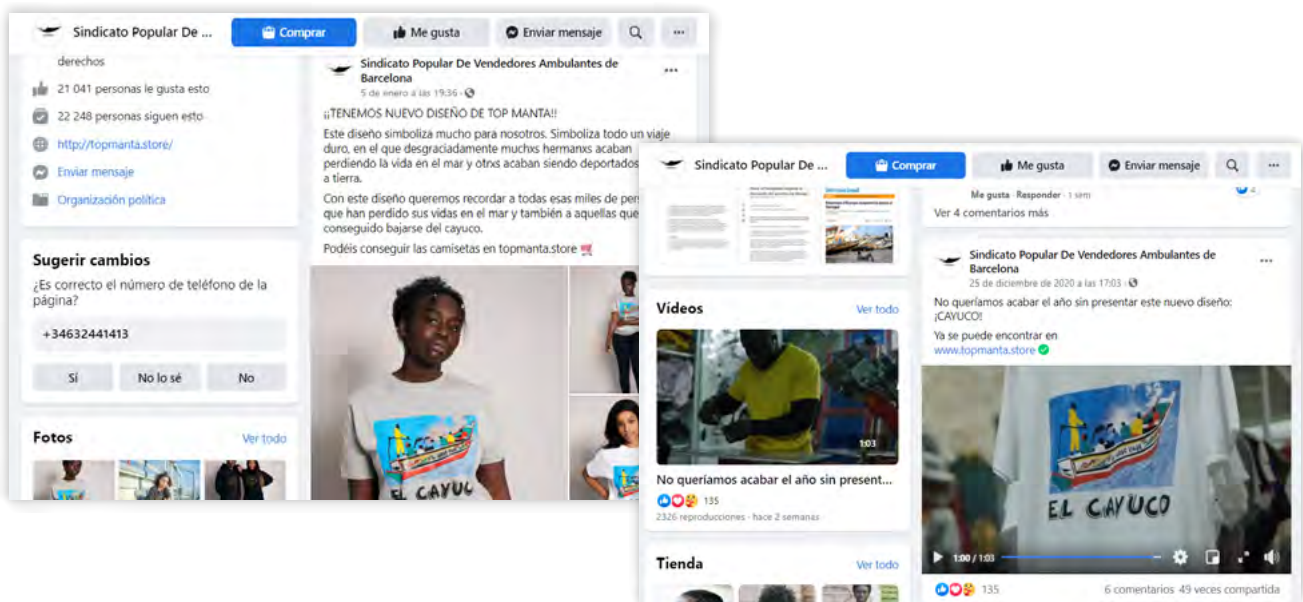 Sindicato Popular De ...
Comprar
Me gusta
Enviar mensaje
derechos
21 041 personas le gusta esto
22 248 personas siguen esto
http://topmanta.store/
Enviar mensaje
Organización política
Sugerir cambios
¿Es correcto el número de teléfono de la
página?
+34632441413
Sí
No lo sé
No
Fotos
Ver todo
Sindicato Popular De Vendedores Ambulantes de
Barcelona
5 de enero a las 19:36
¡¡TENEMOS NUEVO DISEÑO DE TOP MANTA!!
Este diseño simboliza mucho para nosotros. Simboliza todo un viaje
duro, en el que desgraciadamente muchxs hermanxs acaban
perdiendo la vida en el mar y otrxs acaban siendo deportados
a tierra.
Con este diseño queremos recordar a todas esas miles de per
que han perdido sus vidas en el mar y también a aquellas que
conseguido bajarse del cayuco.
Podéis conseguir las camisetas en topmanta.store
EL CAYUC
Sindicato Popular De ...
Comprar
Me gusta
Enviar mensaje
Vídeos
Ver todo
1:03
No queríamos acabar el año sin present...
135
2326 reproducciones · hace 2 semanas
Tienda
Ver todo
Me gusta · Responder · 1 sem
4
Ver 4 comentarios más
Sindicato Popular De Vendedores Ambulantes de
Barcelona
25 de diciembre de 2020 a las 17:03
No queríamos acabar el año sin presentar este nuevo diseño:
¡CAYUCO!
Ya se puede encontrar en
www.topmanta.store
EL CAYUCO
1:00 / 1:03
135
6 comentarios 49 veces compartida